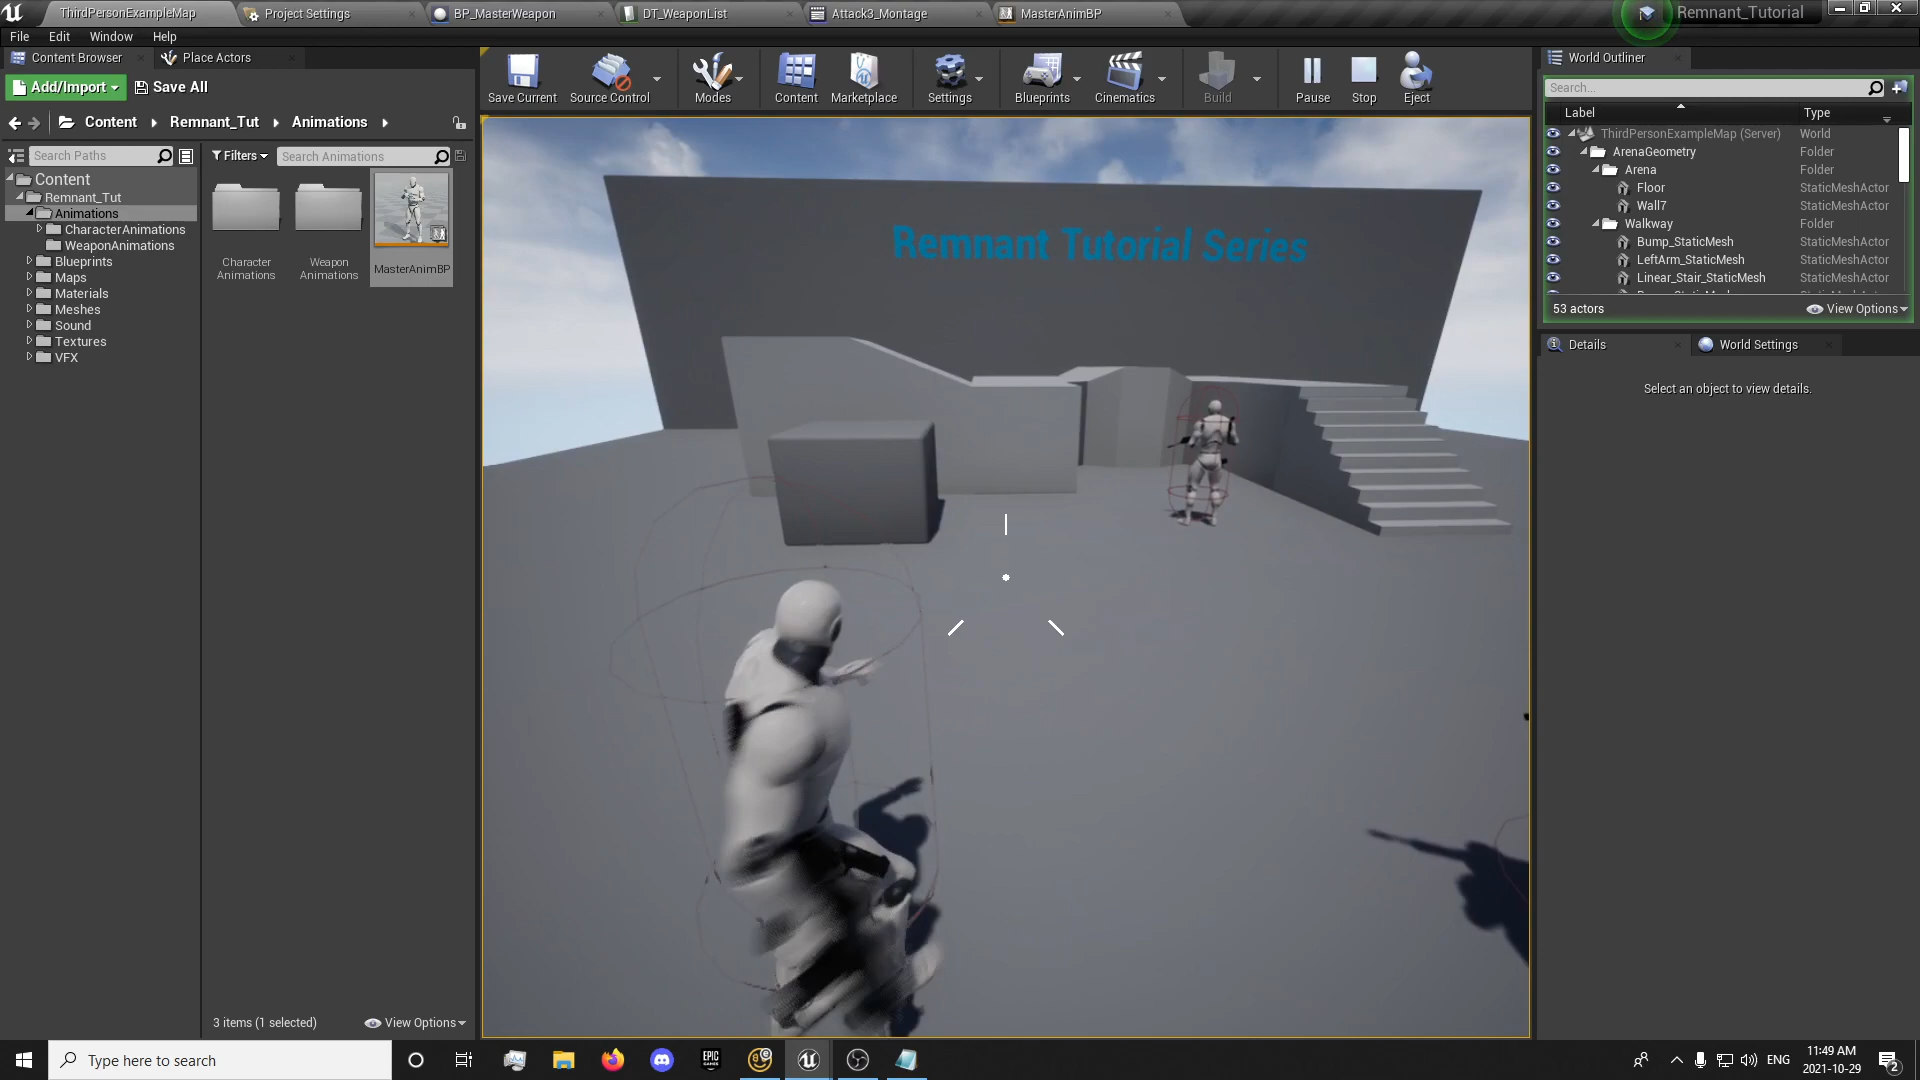 ThirdPersonExampleMap
Project Settings
BP_MasterWeapon
DT_WeaponList
Attack3_Montage
MasterAnimBP
Remnant_Tutorial
File Edit Window Help
Content Browser
Place Actors
Add/Import
Save All
Content
Remnant_Tut
Animations
Search Paths
Filters
Search Animations
Content
Remnant_Tut
Animations
CharacterAnimations
WeaponAnimations
Blueprints
Maps
Materials
Meshes
Sound
Textures
VFX
Character
Animations
Weapon
Animations
MasterAnimBP
3 items (1 selected)
View Options
Save Current
Source Control
Modes
Content
Marketplace
Settings
Blueprints
Cinematics
Build
Pause
Stop
Eject
Remnant Tutorial Series
World Outliner
Search...
Label
Type
ThirdPersonExampleMap (Server) World
ArenaGeometry Folder
Arena Folder
Floor StaticMeshActor
Wall7 StaticMeshActor
Walkway Folder
Bump_StaticMesh StaticMeshActor
LeftArm_StaticMesh StaticMeshActor
Linear_Stair_StaticMesh StaticMeshActor
53 actors
View Options
Details
World Settings
Select an object to view details.
Type here to search
EPIC
GAMES
ENG
11:49 AM
2021-10-29
2